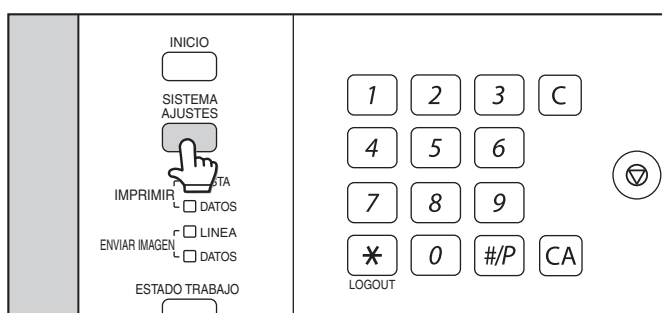 INICIO
SISTEMA
AJUSTES
IMPRIMIR
DATOS
ENVIAR IMAGEN
LINEA
DATOS
ESTADO TRABAJO
1 2 3 C
4 5 6
7 8 9
* 0 #/P CA
LOGOUT